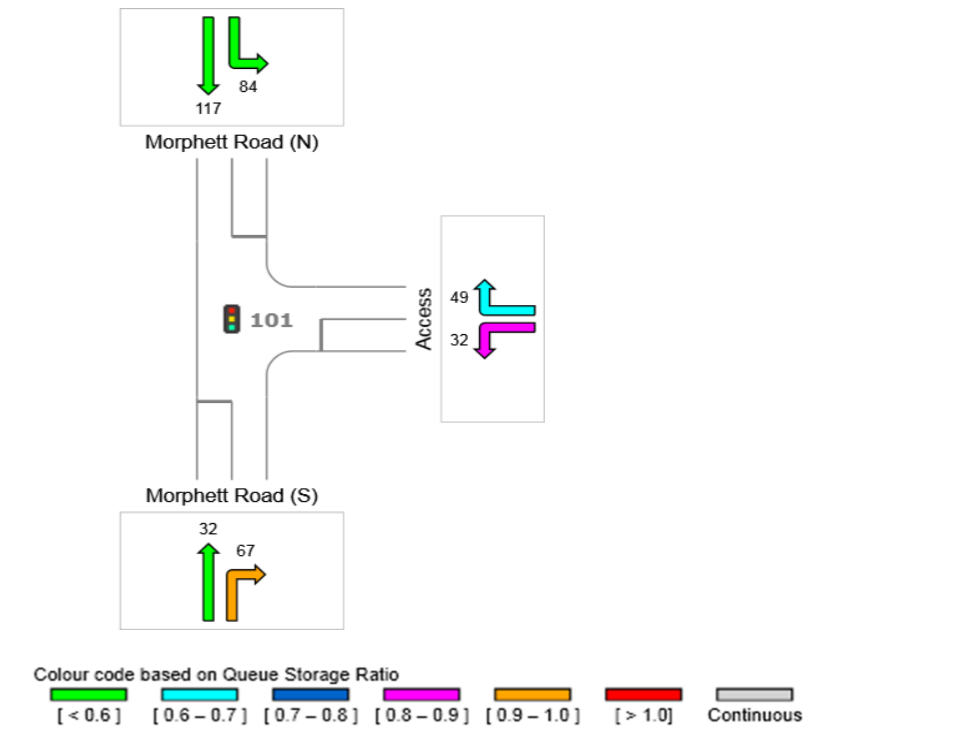 84
117
Morphett Road (N)
49
Access
101
32
Morphett Road (S)
32
67
Colour code based on Queue Storage Ratio
[ < 0.6 ] [ 0.6 – 0.7 ] [ 0.7 – 0.8 ] [ 0.8 – 0.9 ] [ 0.9 – 1.0 ] [ > 1.0] Continuous